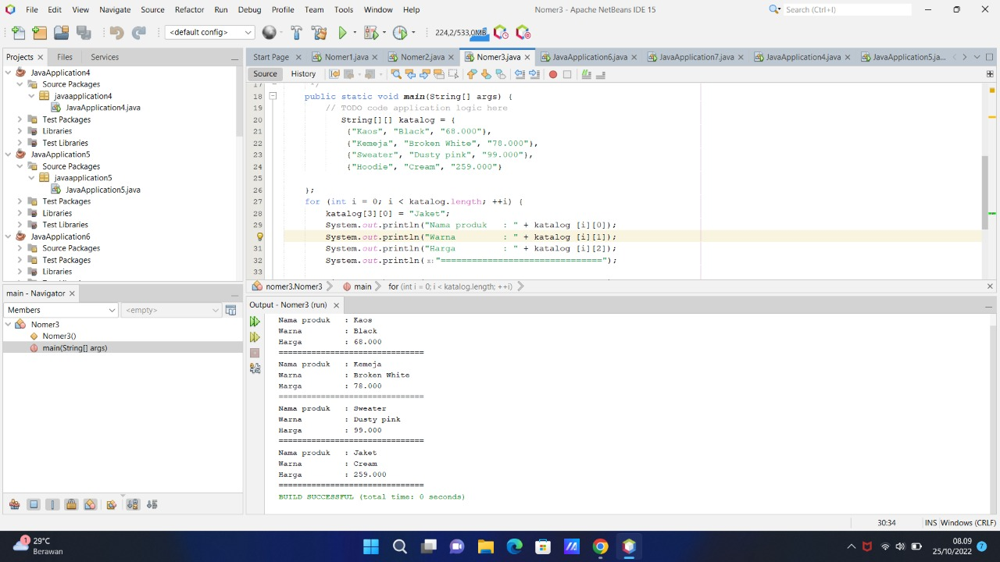 File Edit View Navigate Source Refactor Run Debug Profile Team Tools Window Help
Nomer3 - Apache NetBeans IDE 15
Search (Ctrl+I)
<default config>
224,2/533,0MB
Projects
Files
Services
JavaApplication4
Source Packages
javaapplication4
JavaApplication4.java
Test Packages
Libraries
Test Libraries
JavaApplication5
Source Packages
javaapplication5
JavaApplication5.java
Test Packages
Libraries
Test Libraries
JavaApplication6
Source Packages
Test Packages
Libraries
main - Navigator
Members
<empty>
Nomer3
Nomer3()
main(String[] args)
Start Page
Nomer1.java
Nomer2.java
Nomer3.java
JavaApplication6.java
JavaApplication7.java
JavaApplication4.java
JavaApplication5.ja...
Source
History
17 */
18 public static void main(String[] args) {
19 // TODO code application logic here
20 String[][] katalog = {
21 {"Kaos", "Black", "68.000"},
22 {"Kemeja", "Broken White", "78.000"},
23 {"Sweater", "Dusty pink", "99.000"},
24 {"Hoodie", "Cream", "259.000"}
25
26 };
27 for (int i = 0; i < katalog.length; ++i) {
28 katalog[3][0] = "Jaket";
29 System.out.println("Nama produk   : " + katalog [i][0]);
System.out.println("Warna         : " + katalog [i][1]);
31 System.out.println("Harga         : " + katalog [i][2]);
32 System.out.println(x:"===============================");
33
nomer3.Nomer3
main
for (int i = 0; i < katalog.length; ++i)
Output - Nomer3 (run)
Nama produk   : Kaos
Warna         : Black
Harga         : 68.000
===============================
Nama produk   : Kemeja
Warna         : Broken White
Harga         : 78.000
===============================
Nama produk   : Sweater
Warna         : Dusty pink
Harga         : 99.000
===============================
Nama produk   : Jaket
Warna         : Cream
Harga         : 259.000
===============================
BUILD SUCCESSFUL (total time: 0 seconds)
30:34
INS
Windows (CRLF)
1
29°C
Berawan
08.09
25/10/2022
7